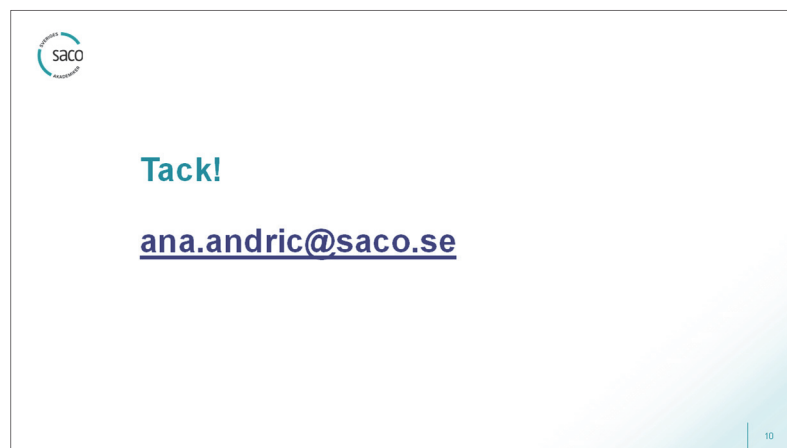 SVERIGES
saco
AKADEMIKER
Tack!
ana.andric@saco.se
10